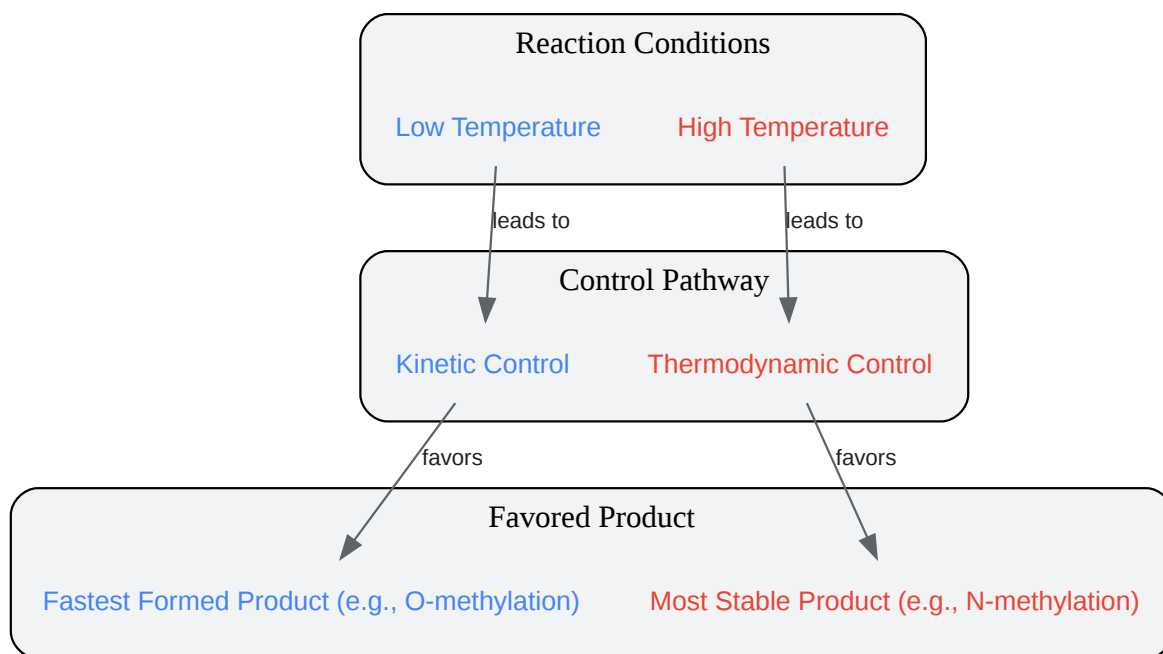 Reaction Conditions
Low Temperature
High Temperature
leads to
leads to
Control Pathway
Kinetic Control
Thermodynamic Control
favors
favors
Favored Product
Fastest Formed Product (e.g., O-methylation)
Most Stable Product (e.g., N-methylation)